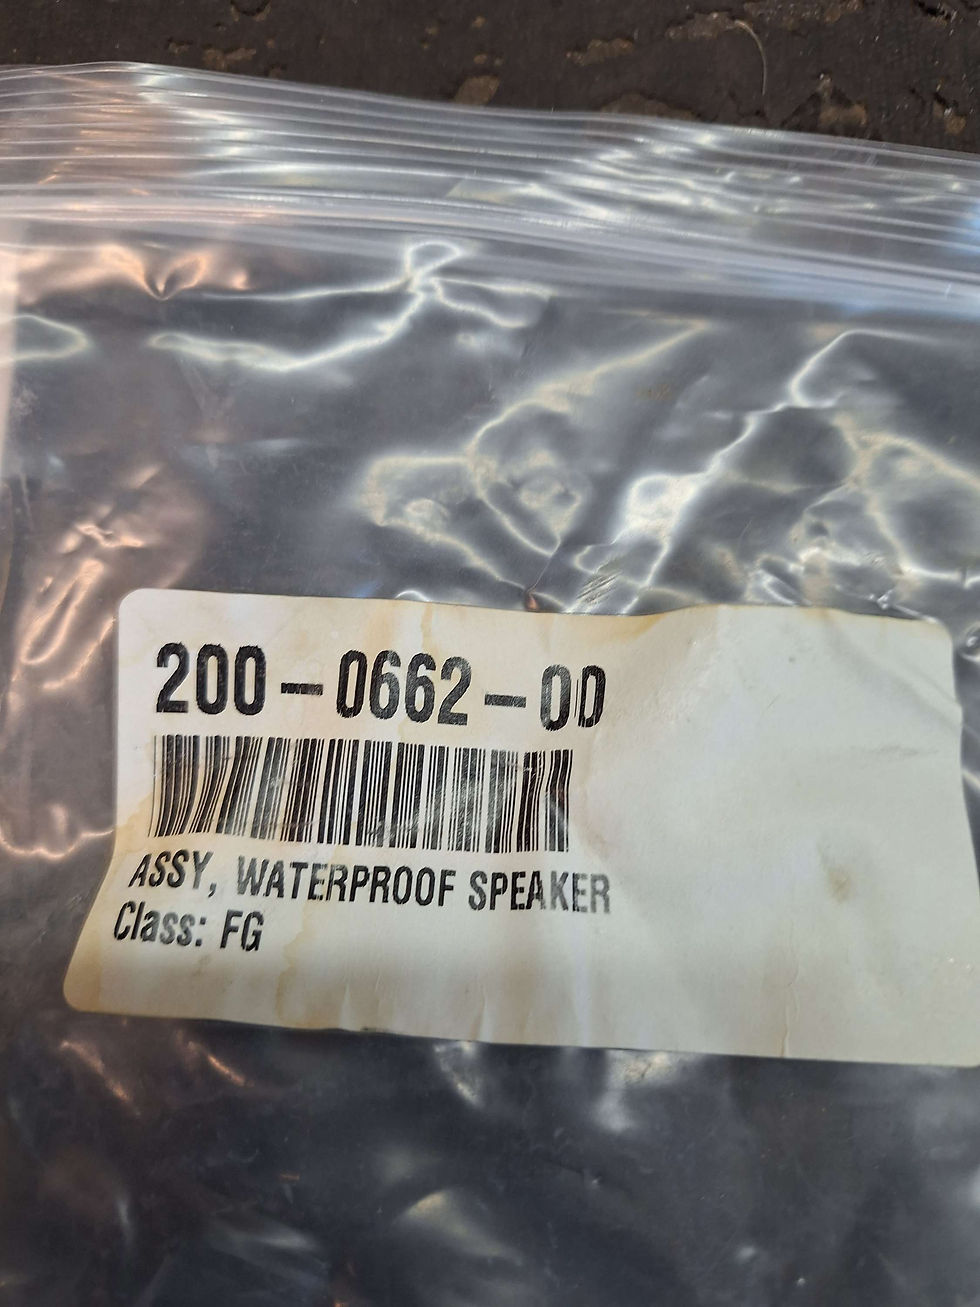 200-0662-00
ASSY, WATERPROOF SPEAKER
Class: FG